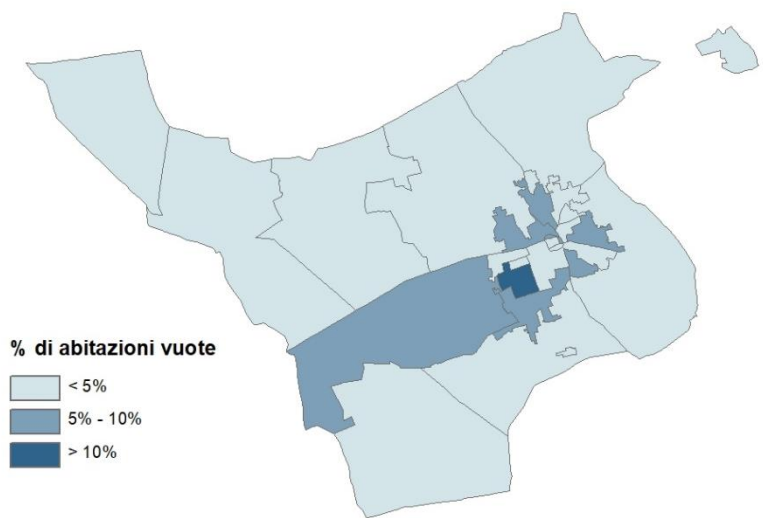 % di abitazioni vuote
< 5%
5% - 10%
> 10%